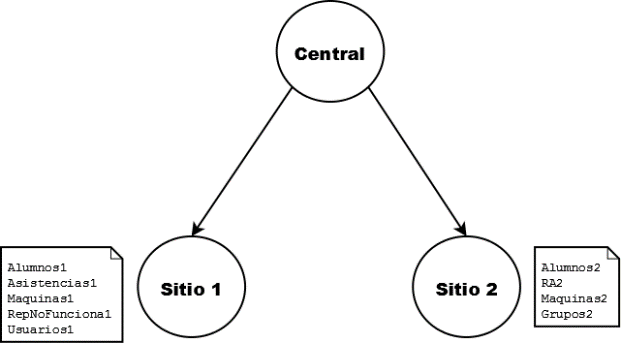 Central
Sitio 1
Alumnos1
Asistencias1
Maquinas1
RepNoFunciona1
Usuarios1
Sitio 2
Alumnos2
RA2
Maquinas2
Grupos2